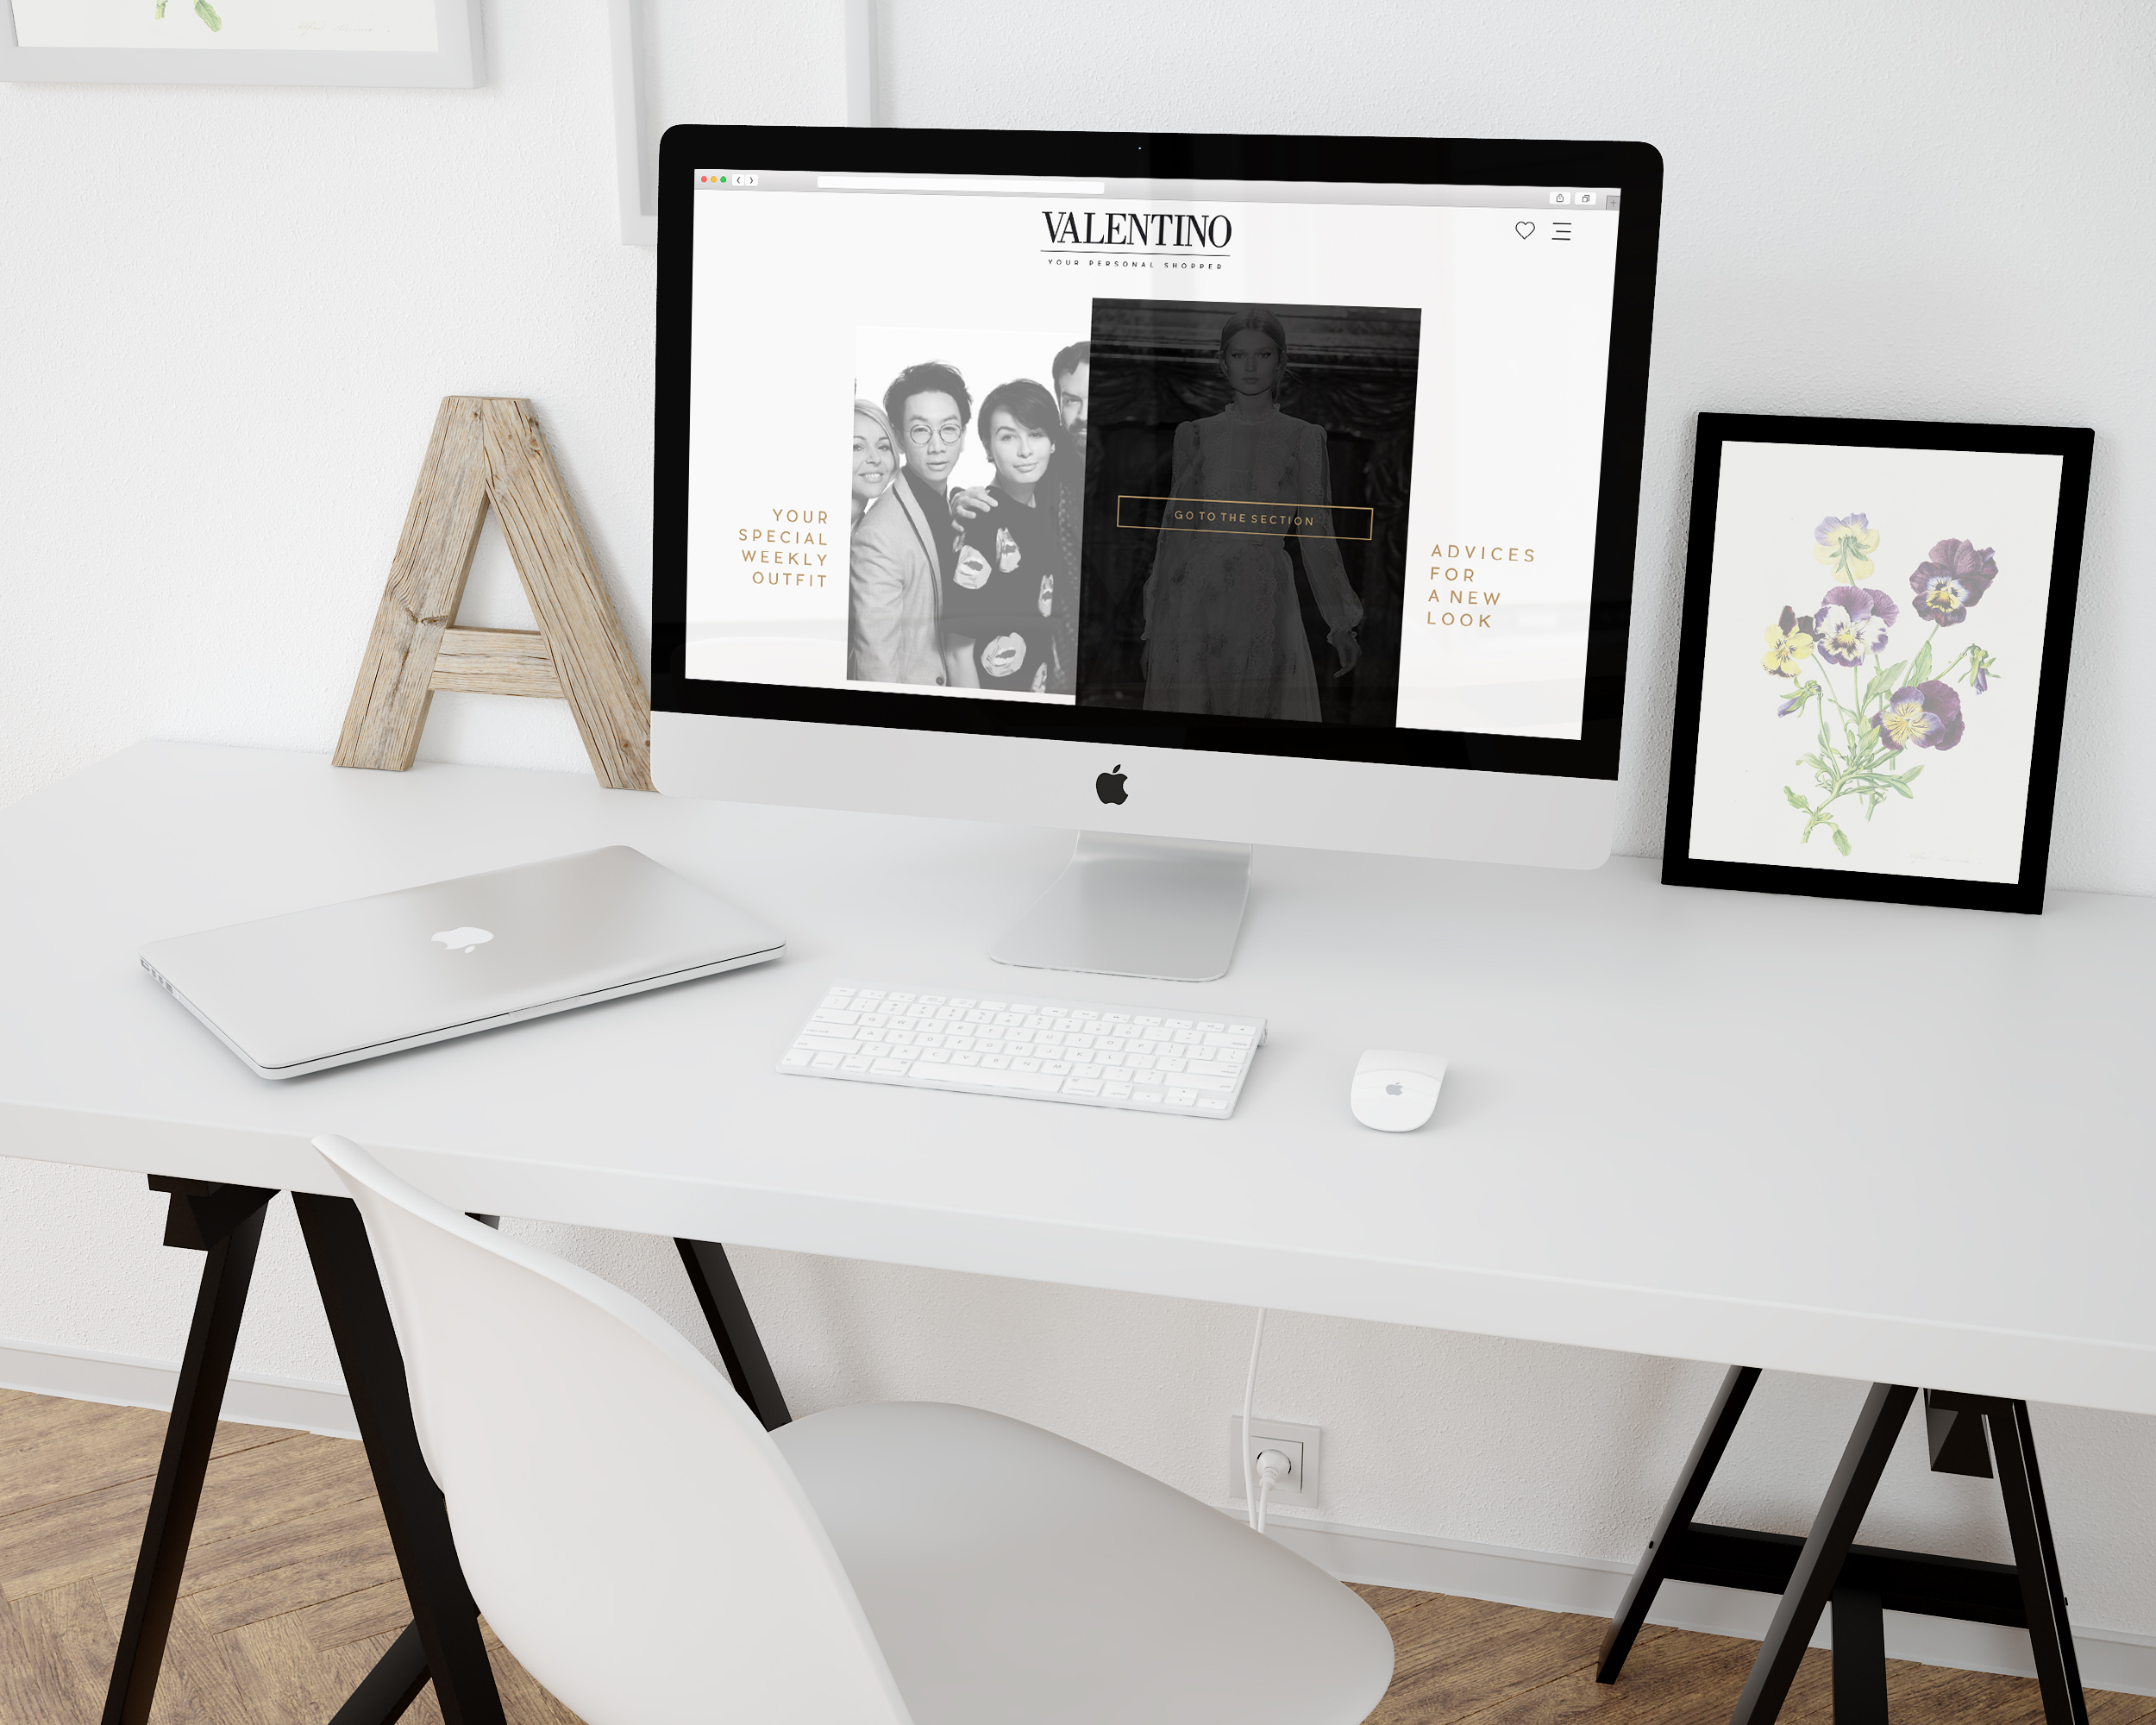 VALENTINO
YOUR PERSONAL SHOPPER
GO TO THE SECTION
YOUR
SPECIAL
WEEKLY
OUTFIT
ADVICES
FOR
A NEW
LOOK